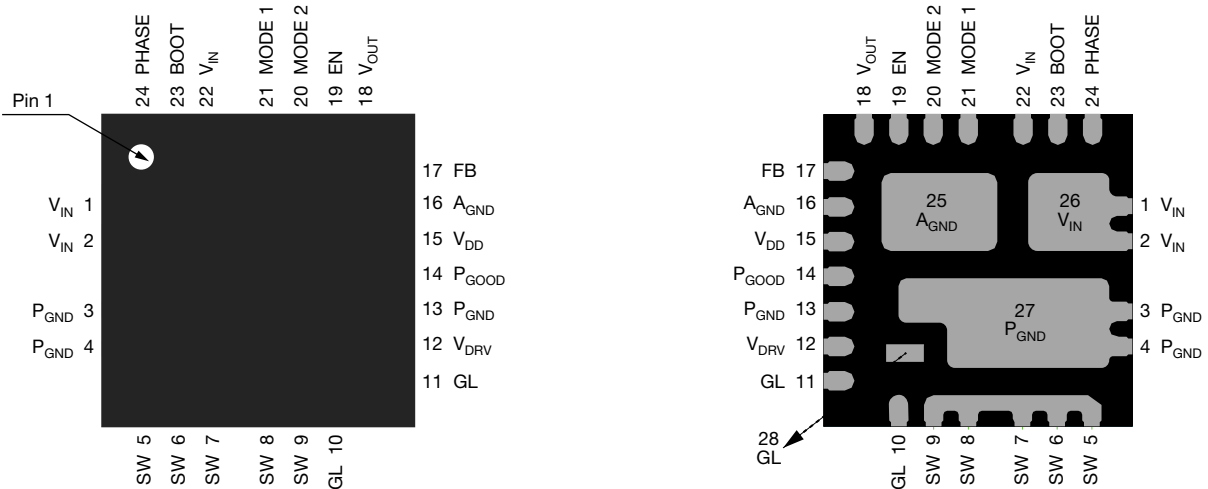 24 PHASE
23 BOOT
22 VIN
21 MODE 1
20 MODE 2
19 EN
18 VOUT
Pin 1
VIN 1
VIN 2
PGND 3
PGND 4
17 FB
16 AGND
15 VDD
14 PGOOD
13 PGND
12 VDRV
11 GL
SW 5
SW 6
SW 7
SW 8
SW 9
GL 10
18 VOUT
19 EN
20 MODE 2
21 MODE 1
22 VIN
23 BOOT
24 PHASE
FB 17
AGND 16
VDD 15
PGOOD 14
PGND 13
VDRV 12
GL 11
25
AGND
26
VIN
27
PGND
1 VIN
2 VIN
3 PGND
4 PGND
28
GL
GL 10
SW 9
SW 8
SW 7
SW 6
SW 5